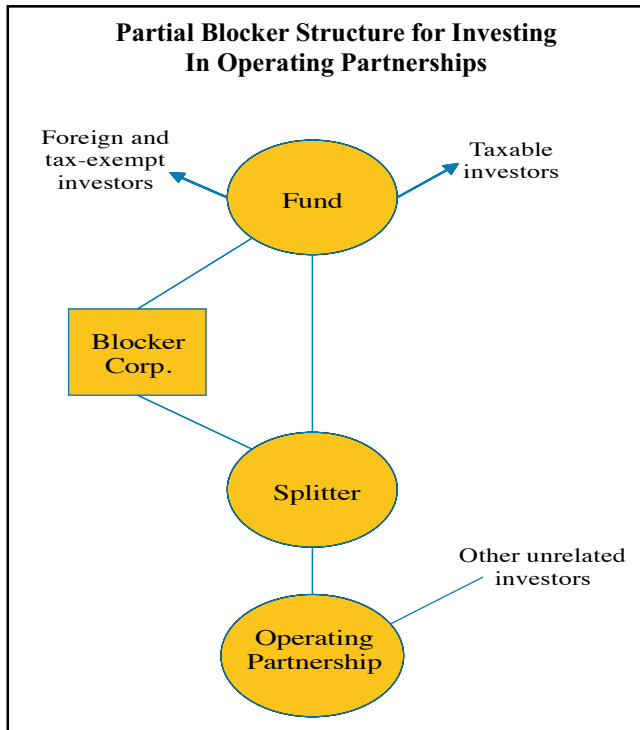 Partial Blocker Structure for Investing
In Operating Partnerships
Foreign and
tax-exempt
investors
Taxable
investors
Fund
Blocker
Corp.
Splitter
Other unrelated
investors
Operating
Partnership